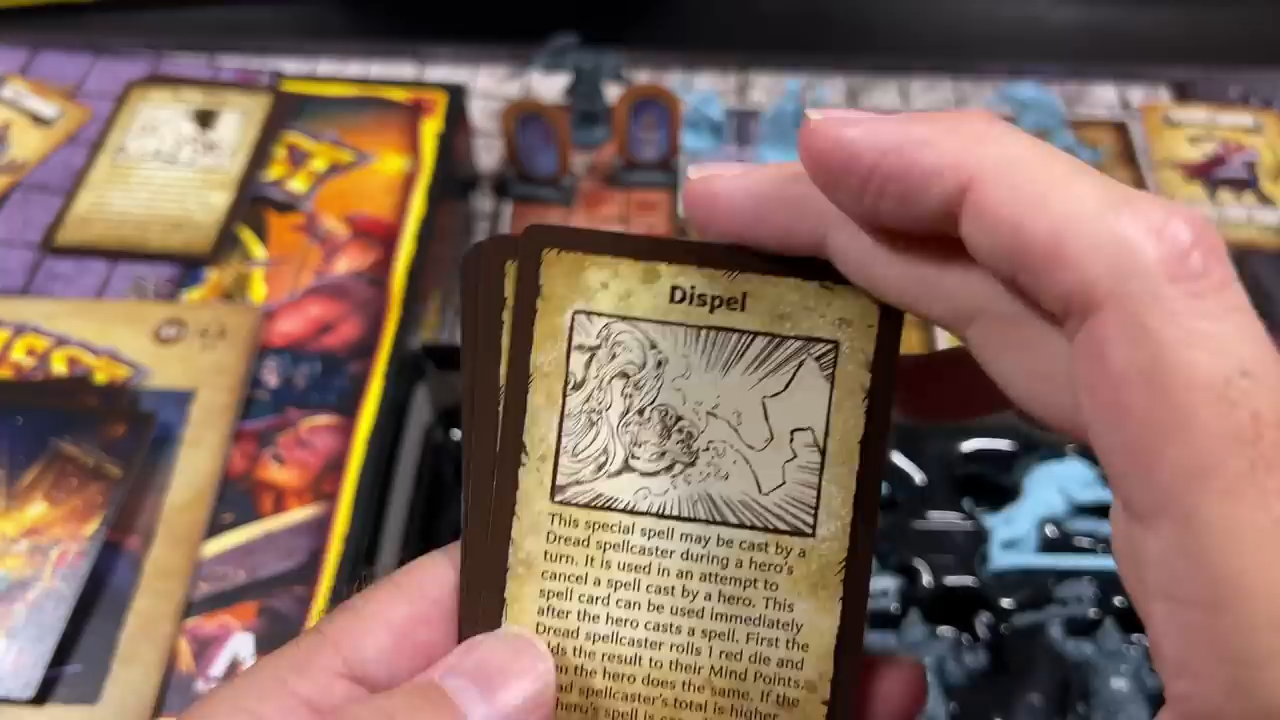 Dispel
This special spell may be cast by a
Dread spellcaster during a hero's
turn. It is used in an attempt to
cancel a spell cast by a hero. This
spell card can be used immediately
after the hero casts a spell. First the
Dread spellcaster rolls 1 red die and
the result to their Mind Points.
the hero does the same. If the
spellcaster's total is higher
hero's spell is